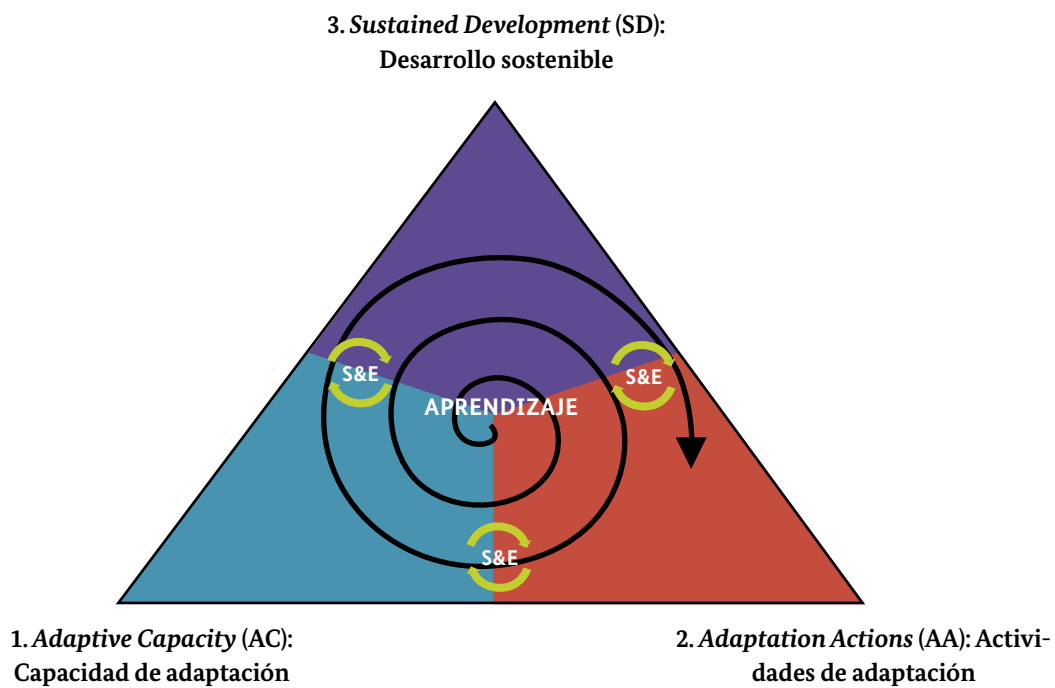 3. Sustained Development (SD):
Desarrollo sostenible
S&E
S&E
APRENDIZAJE
S&E
1. Adaptive Capacity (AC):
Capacidad de adaptación
2. Adaptation Actions (AA): Activi-
dades de adaptación